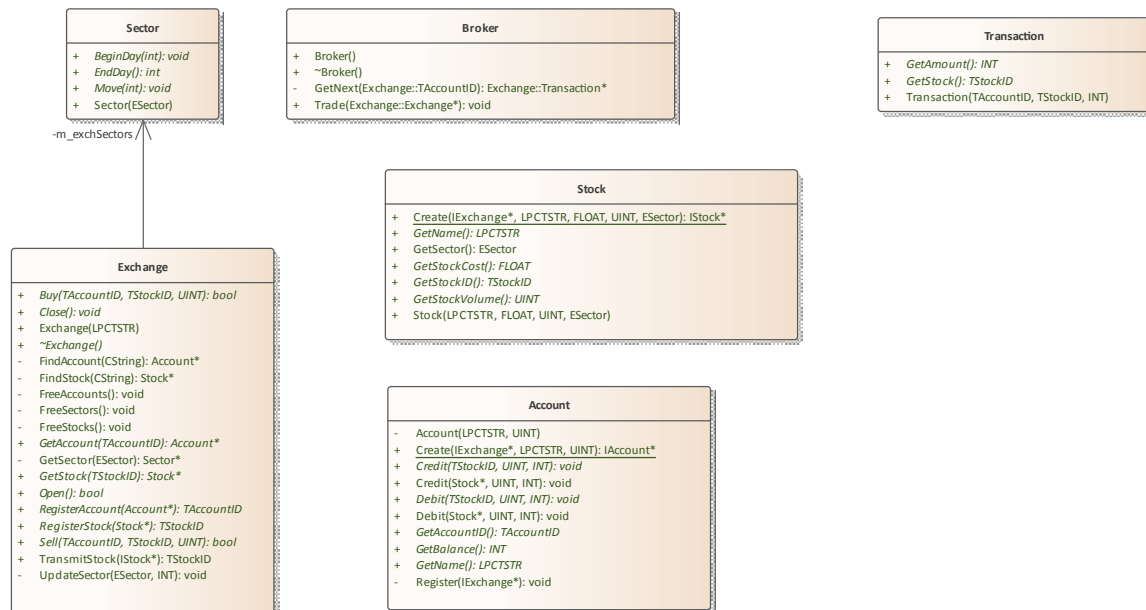 Sector
+ BeginDay(int): void
+ EndDay(): int
+ Move(int): void
+ Sector(ESector)
Broker
+ Broker()
+ ~Broker()
- GetNext(Exchange::TAccountID): Exchange::Transaction*
+ Trade(Exchange::Exchange*): void
Transaction
+ GetAmount(): INT
+ GetStock(): TStockID
+ Transaction(TAccountID, TStockID, INT)
-m_exchSectors
Stock
+ Create(IExchange*, LPCTSTR, FLOAT, UINT, ESector): IStock*
+ GetName(): LPCTSTR
+ GetSector(): ESector
+ GetStockCost(): FLOAT
+ GetStockID(): TStockID
+ GetStockVolume(): UINT
+ Stock(LPCTSTR, FLOAT, UINT, ESector)
Exchange
+ Buy(TAccountID, TStockID, UINT): bool
+ Close(): void
+ Exchange(LPCTSTR)
+ ~Exchange()
- FindAccount(CString): Account*
- FindStock(CString): Stock*
- FreeAccounts(): void
- FreeSectors(): void
- FreeStocks(): void
+ GetAccount(TAccountID): Account*
- GetSector(ESector): Sector*
+ GetStock(TStockID): Stock*
+ Open(): bool
+ RegisterAccount(Account*): TAccountID
+ RegisterStock(Stock*): TStockID
+ Sell(TAccountID, TStockID, UINT): bool
+ TransmitStock(IStock*): TStockID
- UpdateSector(ESector, INT): void
Account
- Account(LPCTSTR, UINT)
+ Create(IExchange*, LPCTSTR, UINT): IAccount*
+ Credit(TStockID, UINT, INT): void
+ Credit(Stock*, UINT, INT): void
+ Debit(TStockID, UINT, INT): void
+ Debit(Stock*, UINT, INT): void
+ GetAccountID(): TAccountID
+ GetBalance(): INT
+ GetName(): LPCTSTR
- Register(IExchange*): void